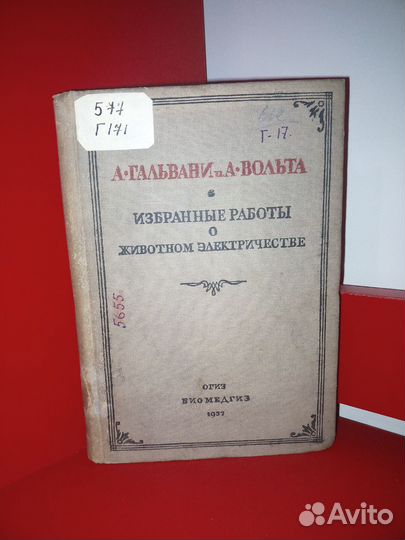 577
Г171
Г-17.
А·ГАЛЬВАНИ и А·ВОЛЬТА
ИЗБРАННЫЕ РАБОТЫ
О
ЖИВОТНОМ ЭЛЕКТРИЧЕСТВЕ
5655
ОГИЗ
БИОМЕДГИЗ
1937
Avito